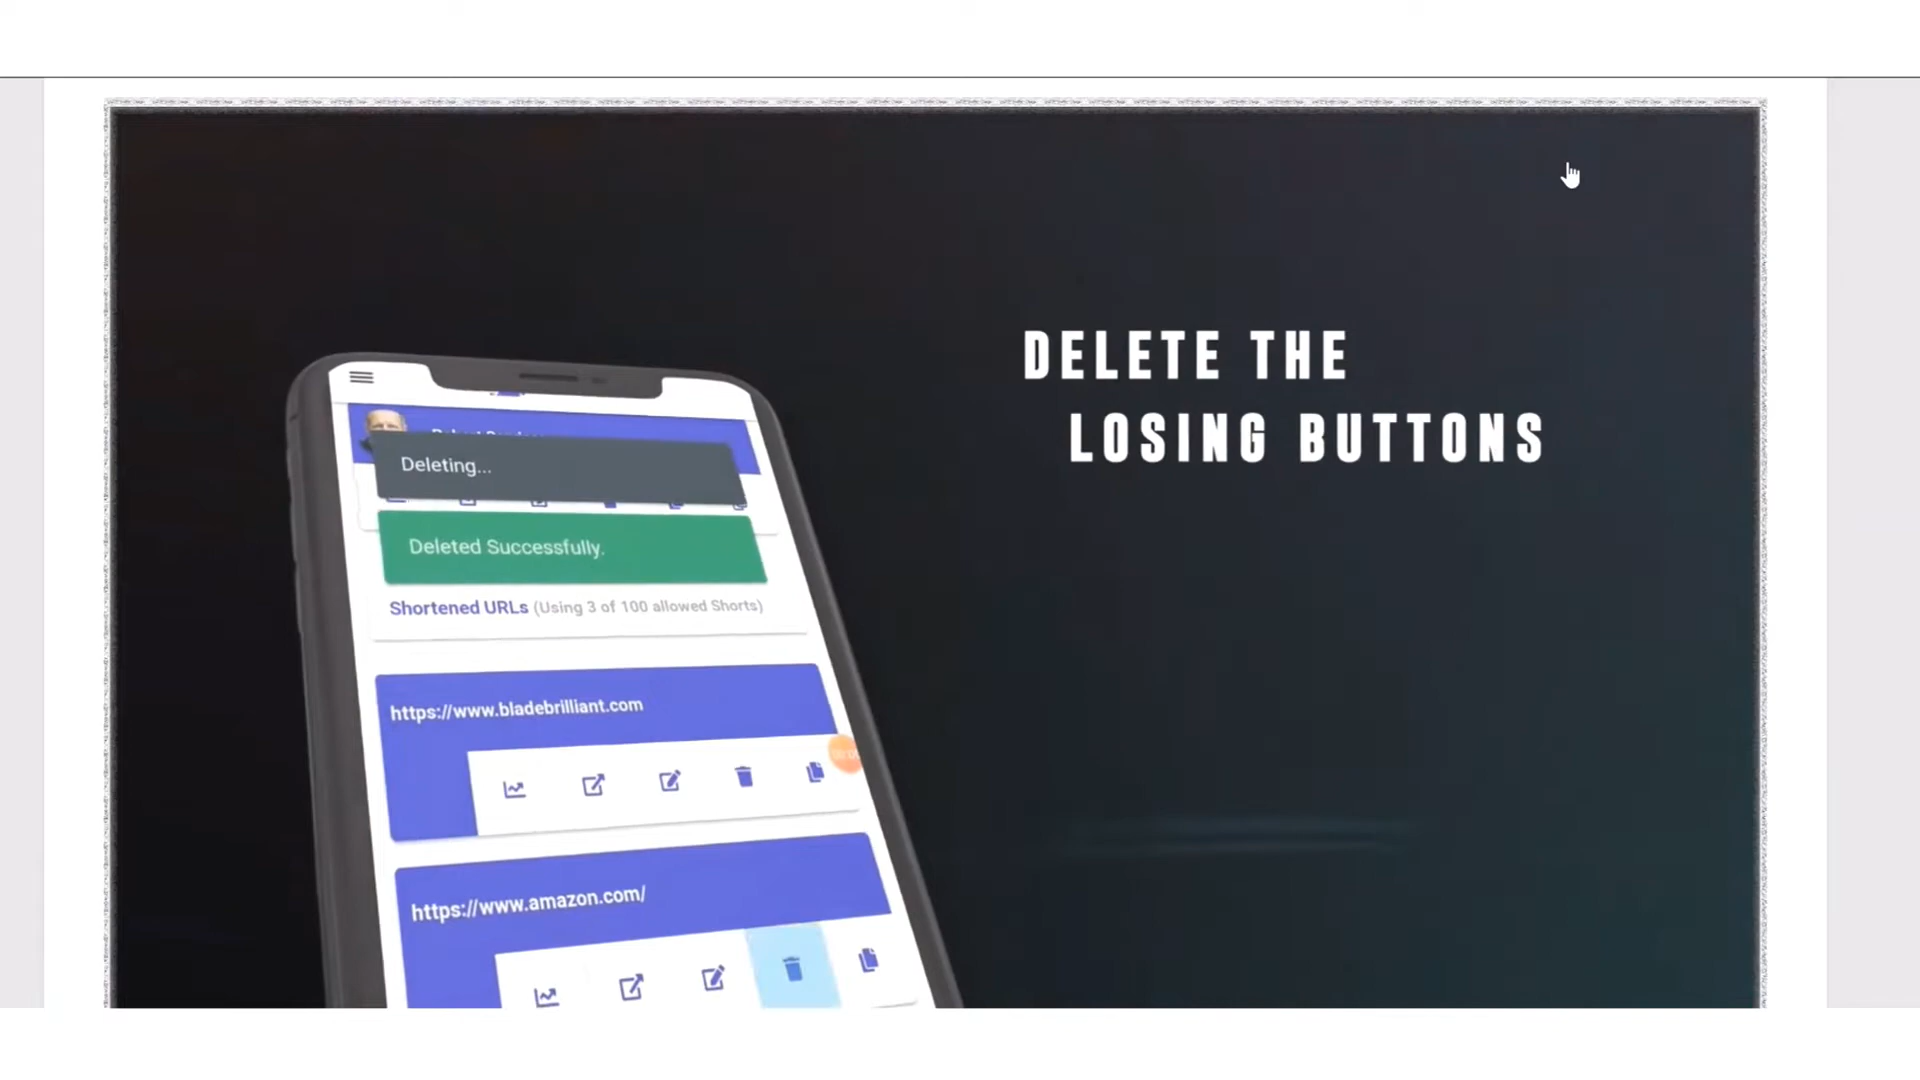 DELETE THE
LOSING BUTTONS
Deleting...
Deleted Successfully.
Shortened URLs (Using 3 of 100 allowed Shorts)
https://www.bladebrilliant.com
https://www.amazon.com/